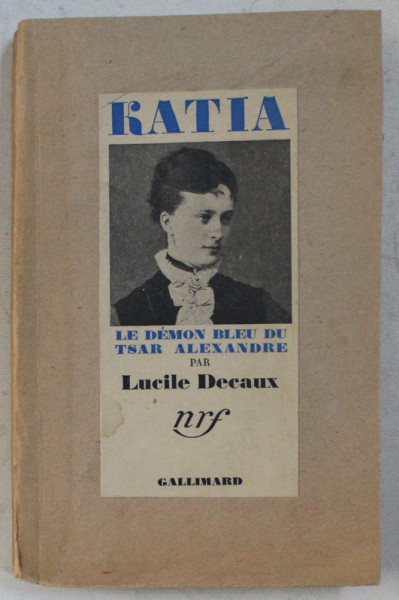 KATIA
LE DÉMON BLEU DU
TSAR ALEXANDRE
PAR
Lucile Decaux
nrf
GALLIMARD